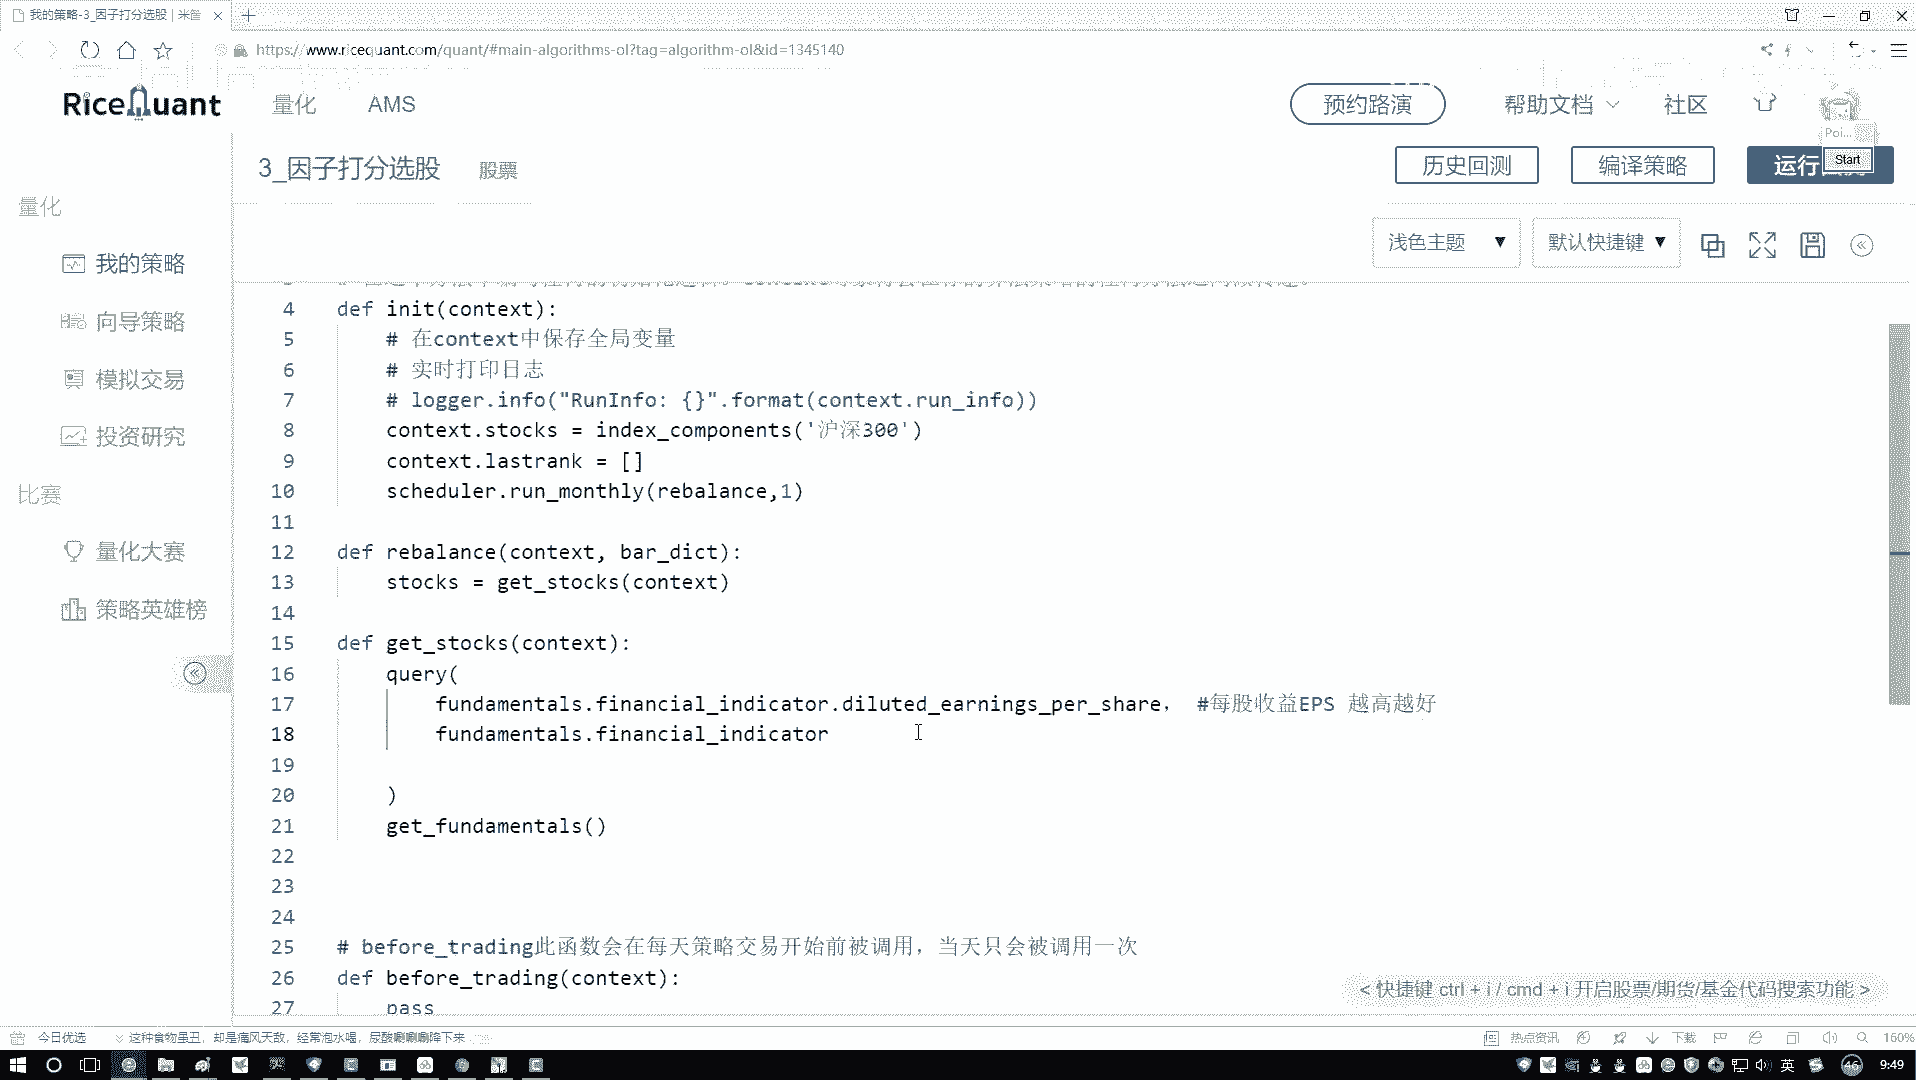 我的策略-3_因子打分选股 | 米筐
https://www.ricequant.com/quant/#main-algorithms-ol?tag=algorithm-ol&id=1345140
RiceQuant
量化
AMS
预约路演
帮助文档
社区
Poi...
Start
3_因子打分选股
股票
历史回测
编译策略
运行
量化
我的策略
向导策略
模拟交易
投资研究
比赛
量化大赛
策略英雄榜
浅色主题 ▼
默认快捷键 ▼
4 def init(context):
5 # 在context中保存全局变量
6 # 实时打印日志
7 # logger.info("RunInfo: {}".format(context.run_info))
8 context.stocks = index_components('沪深300')
9 context.lastrank = []
10 scheduler.run_monthly(rebalance,1)
11
12 def rebalance(context, bar_dict):
13 stocks = get_stocks(context)
14
15 def get_stocks(context):
16 query(
17 fundamentals.financial_indicator.diluted_earnings_per_share， #每股收益EPS 越高越好
18 fundamentals.financial_indicator
19
20 )
21 get_fundamentals()
22
23
24
25 # before_trading此函数会在每天策略交易开始前被调用，当天只会被调用一次
26 def before_trading(context):
27 pass
< 快捷键 ctrl + i / cmd + i 开启股票/期货/基金代码搜索功能 >
今日优选
这种食物虽丑，却是痛风天敌，经常泡水喝，尿酸唰唰唰降下来
热点资讯
下载
160%
英
46
9:49